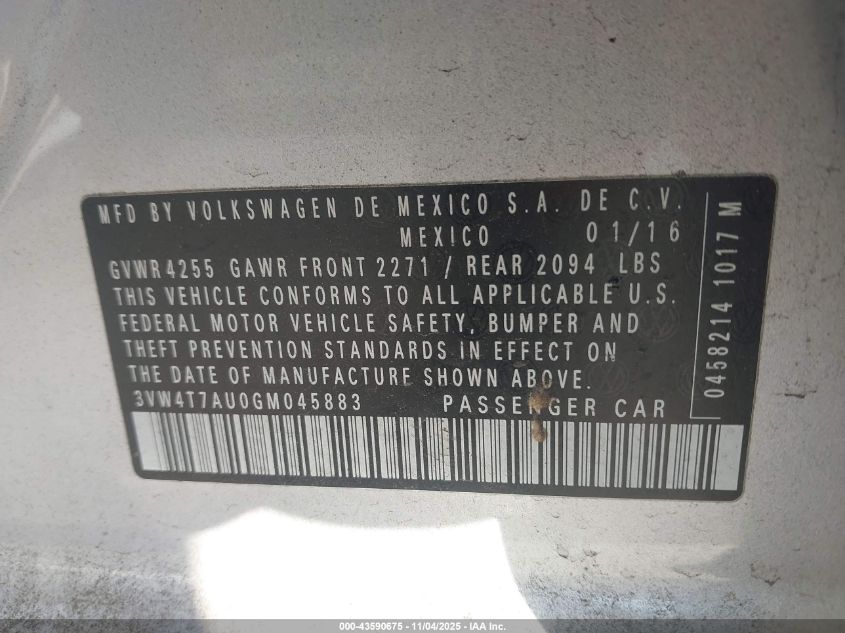 MFD BY VOLKSWAGEN DE MEXICO S.A. DE C.V.
MEXICO 01/16
GVWR 4255 GAWR FRONT 2271 / REAR 2094 LBS
THIS VEHICLE CONFORMS TO ALL APPLICABLE U.S.
FEDERAL MOTOR VEHICLE SAFETY, BUMPER AND
THEFT PREVENTION STANDARDS IN EFFECT ON
THE DATE OF MANUFACTURE SHOWN ABOVE.
3VW4T7AU0GM045883 PASSENGER CAR
0458214 1017 M
000-43590675 - 11/04/2025 - IAA Inc.